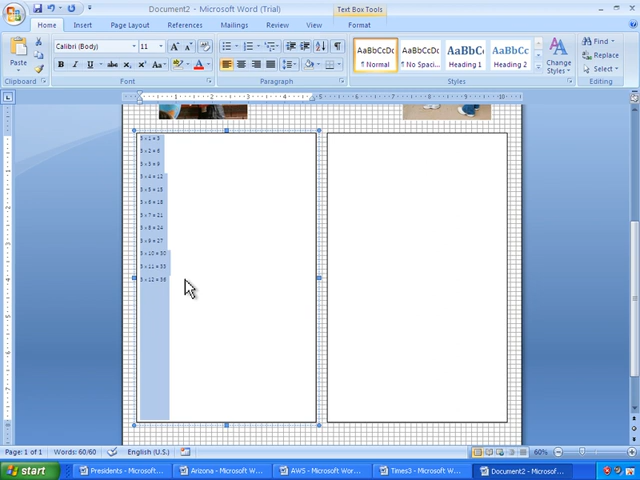 Document2 - Microsoft Word (Trial)
Text Box Tools
Home Insert Page Layout References Mailings Review View Format
Paste
Calibri (Body) 11
AaBbCcDc AaBbCcDc AaBbC AaBbCc
¶ Normal ¶ No Spaci... Heading 1 Heading 2
Change Styles
Find
Replace
Select
Clipboard Font Paragraph Styles Editing
3 × 1 = 3
3 × 2 = 6
3 × 3 = 9
3 × 4 = 12
3 × 5 = 15
3 × 6 = 18
3 × 7 = 21
3 × 8 = 24
3 × 9 = 27
3 × 10 = 30
3 × 11 = 33
3 × 12 = 36
Page: 1 of 1 Words: 60/60 English (U.S.) 60%
start Presidents - Microsoft... Arizona - Microsoft W... AWS - Microsoft Wor... Times3 - Microsoft W... Document2 - Microsof...